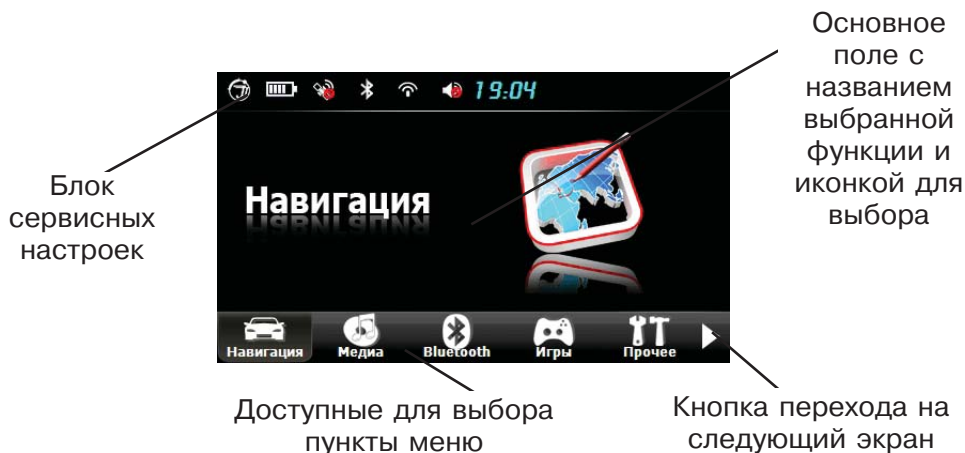 Основное
поле с
названием
выбранной
функции и
иконкой для
выбора
19:04
Блок
сервисных
настроек
Навигация
Навигация
Медиа
Bluetooth
Игры
Прочее
Доступные для выбора
пункты меню
Кнопка перехода на
следующий экран